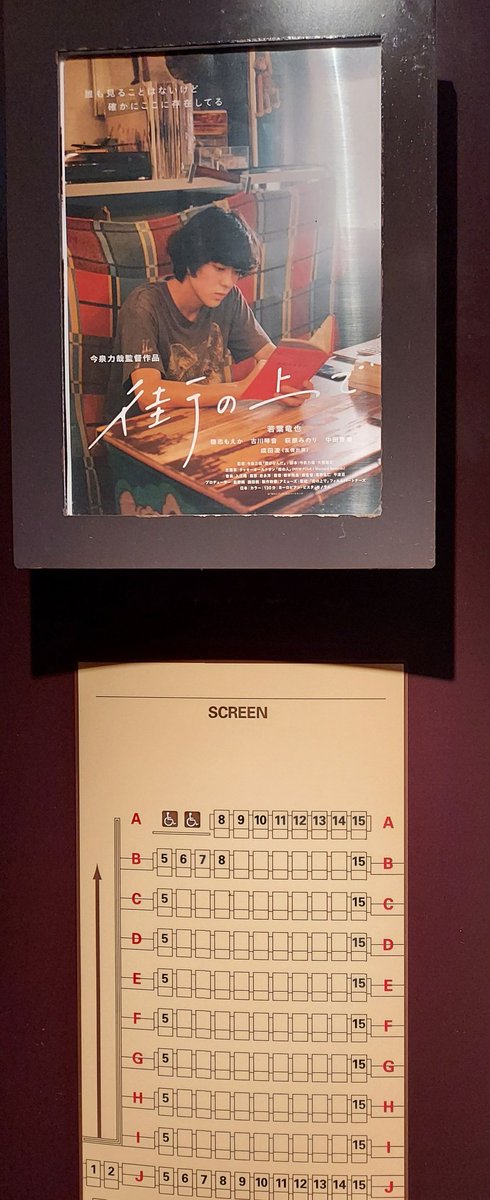 誰も見ることはないけど
確かにここに存在してる
今泉力哉監督作品
街の上で
若葉竜也
穂志もえか 古川琴音 萩原みのり 中田青渚
成田凌(友情出演)
SCREEN
A 8 9 10 11 12 13 14 15 A
B 5 6 7 8 15 B
C 5 15 C
D 5 15 D
E 5 15 E
F 5 15 F
G 5 15 G
H 5 15 H
I 5 15 I
1 2 J 5 6 7 8 9 10 11 12 13 14 15 J